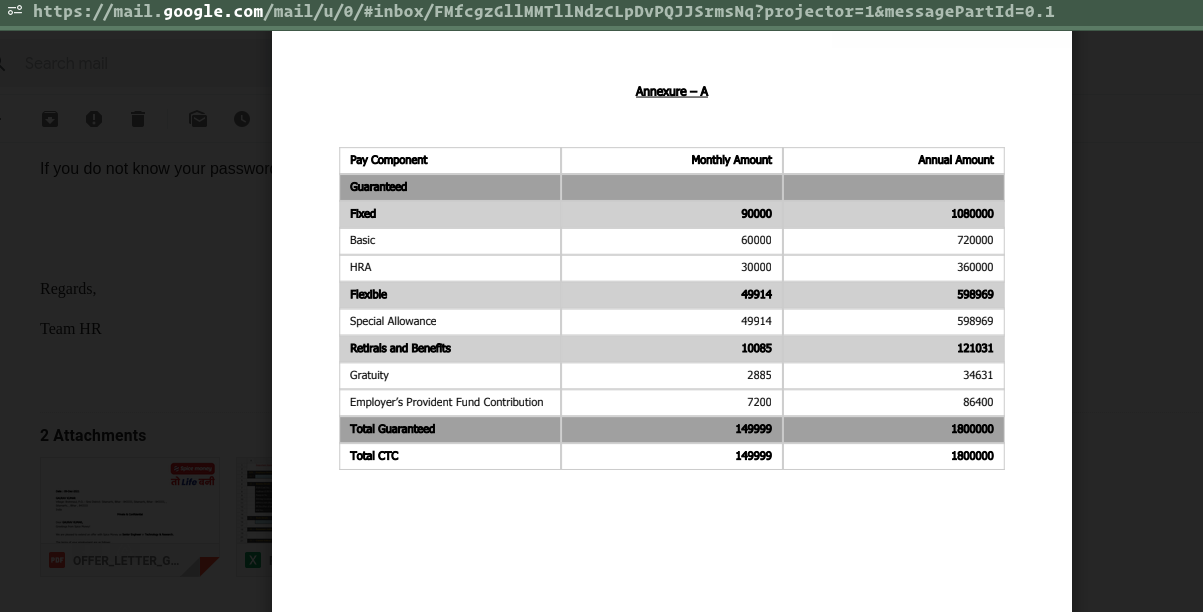 https://mail.google.com/mail/u/0/#inbox/FMfcgzGllMMTllNdzCLpDvPQJJSrmsNq?projector=1&messagePartId=0.1
Search mail
If you do not know your passwor
Regards,
Team HR
2 Attachments
तो Life बनी
PDF OFFER_LETTER_G...
X
Annexure – A
Pay Component Monthly Amount Annual Amount
Guaranteed
Fixed 90000 1080000
Basic 60000 720000
HRA 30000 360000
Flexible 49914 598969
Special Allowance 49914 598969
Retirals and Benefits 10085 121031
Gratuity 2885 34631
Employer’s Provident Fund Contribution 7200 86400
Total Guaranteed 149999 1800000
Total CTC 149999 1800000